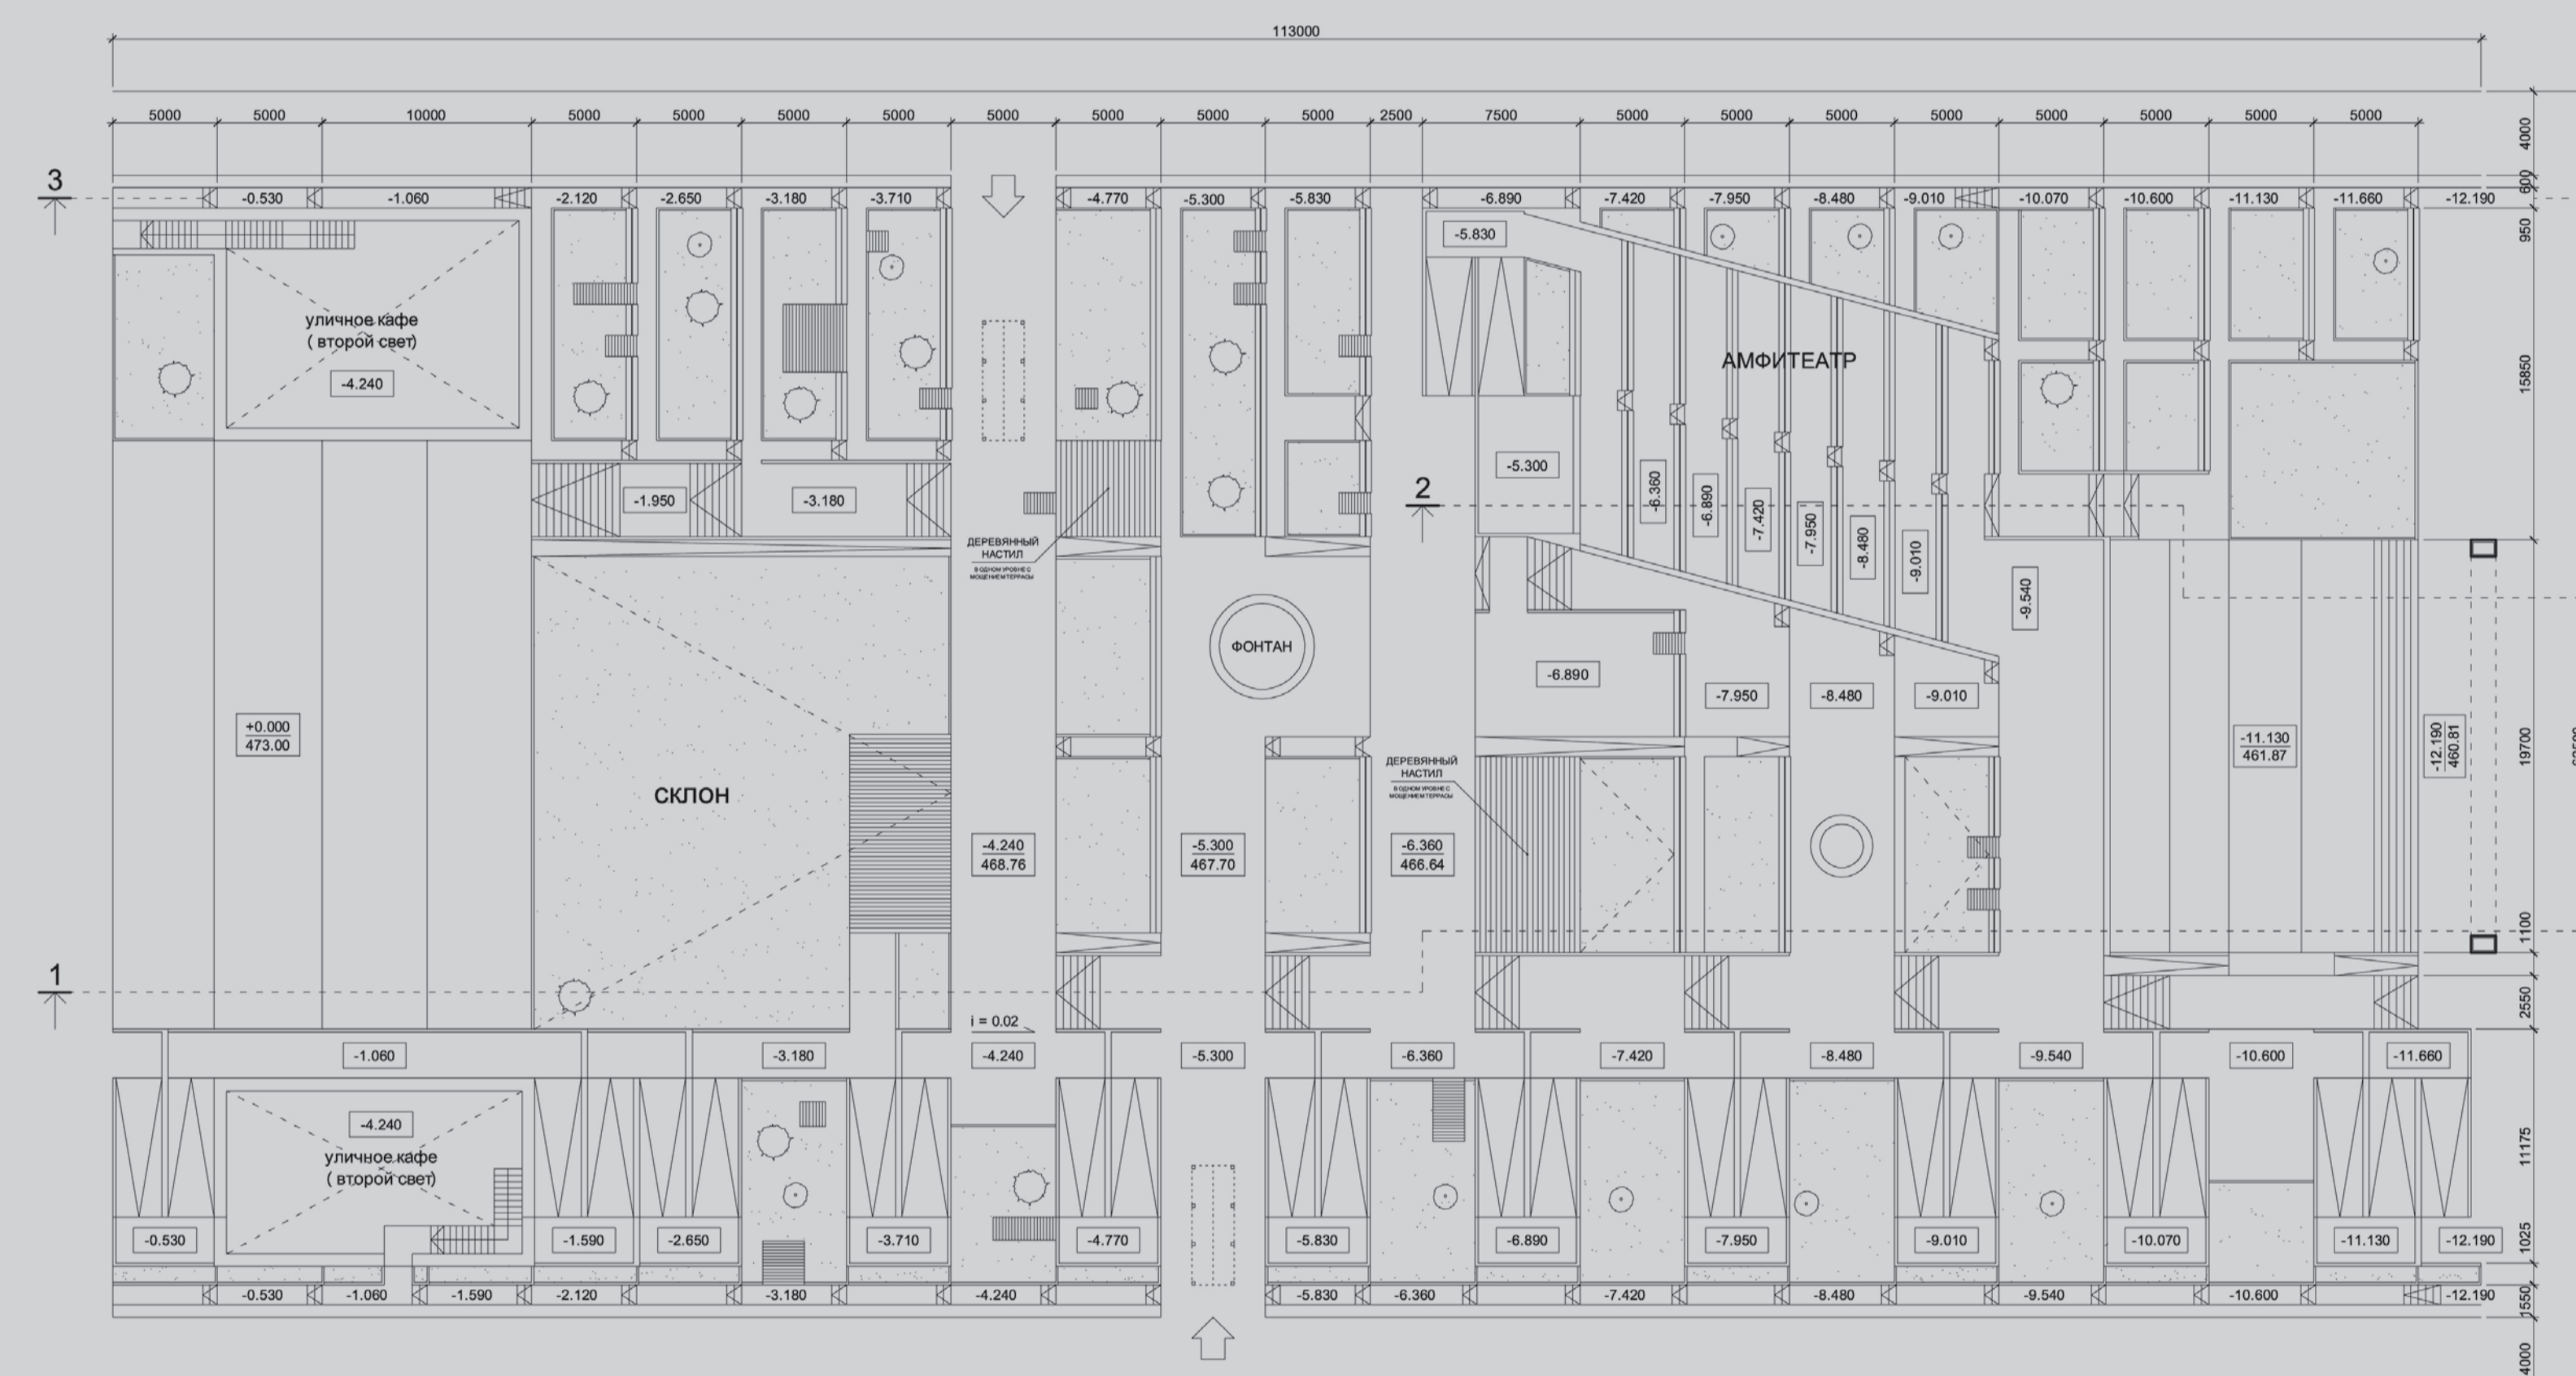 113000
5000 5000 10000 5000 5000 5000 5000 5000 5000 5000 5000 2500 7500 5000 5000 5000 5000 5000 5000 5000 5000
4000
3
-0.530 -1.060 -2.120 -2.650 -3.180 -3.710 -4.770 -5.300 -5.830 -6.890 -7.420 -7.950 -8.480 -9.010 -10.070 -10.600 -11.130 -11.660 -12.190
600
950
-5.830
уличное кафе
( второй свет)
-4.240
АМФИТЕАТР
15850
-5.300
-1.950 -3.180
2
-6.360 -6.890 -7.420 -7.950 -8.480 -9.010 -9.540
ДЕРЕВЯННЫЙ
НАСТИЛ
В ОДНОМ УРОВНЕ С
МОЩЕНИЕМ ТЕРРАСЫ
ФОНТАН
-6.890
-7.950 -8.480 -9.010
+0.000
473.00
-11.130
461.87
-12.190
460.81
19700
ДЕРЕВЯННЫЙ
НАСТИЛ
В ОДНОМ УРОВНЕ С
МОЩЕНИЕМ ТЕРРАСЫ
СКЛОН
-4.240
468.76
-5.300
467.70
-6.360
466.64
1100
1
2550
i = 0.02
-1.060 -3.180 -4.240 -5.300 -6.360 -7.420 -8.480 -9.540 -10.600 -11.660
-4.240
уличное кафе
( второй свет)
11175
-0.530 -1.590 -2.650 -3.710 -4.770 -5.830 -6.890 -7.950 -9.010 -10.070 -11.130 -12.190
1025
-0.530 -1.060 -1.590 -2.120 -3.180 -4.240 -5.830 -6.360 -7.420 -8.480 -9.540 -10.600 -12.190
1550
4000